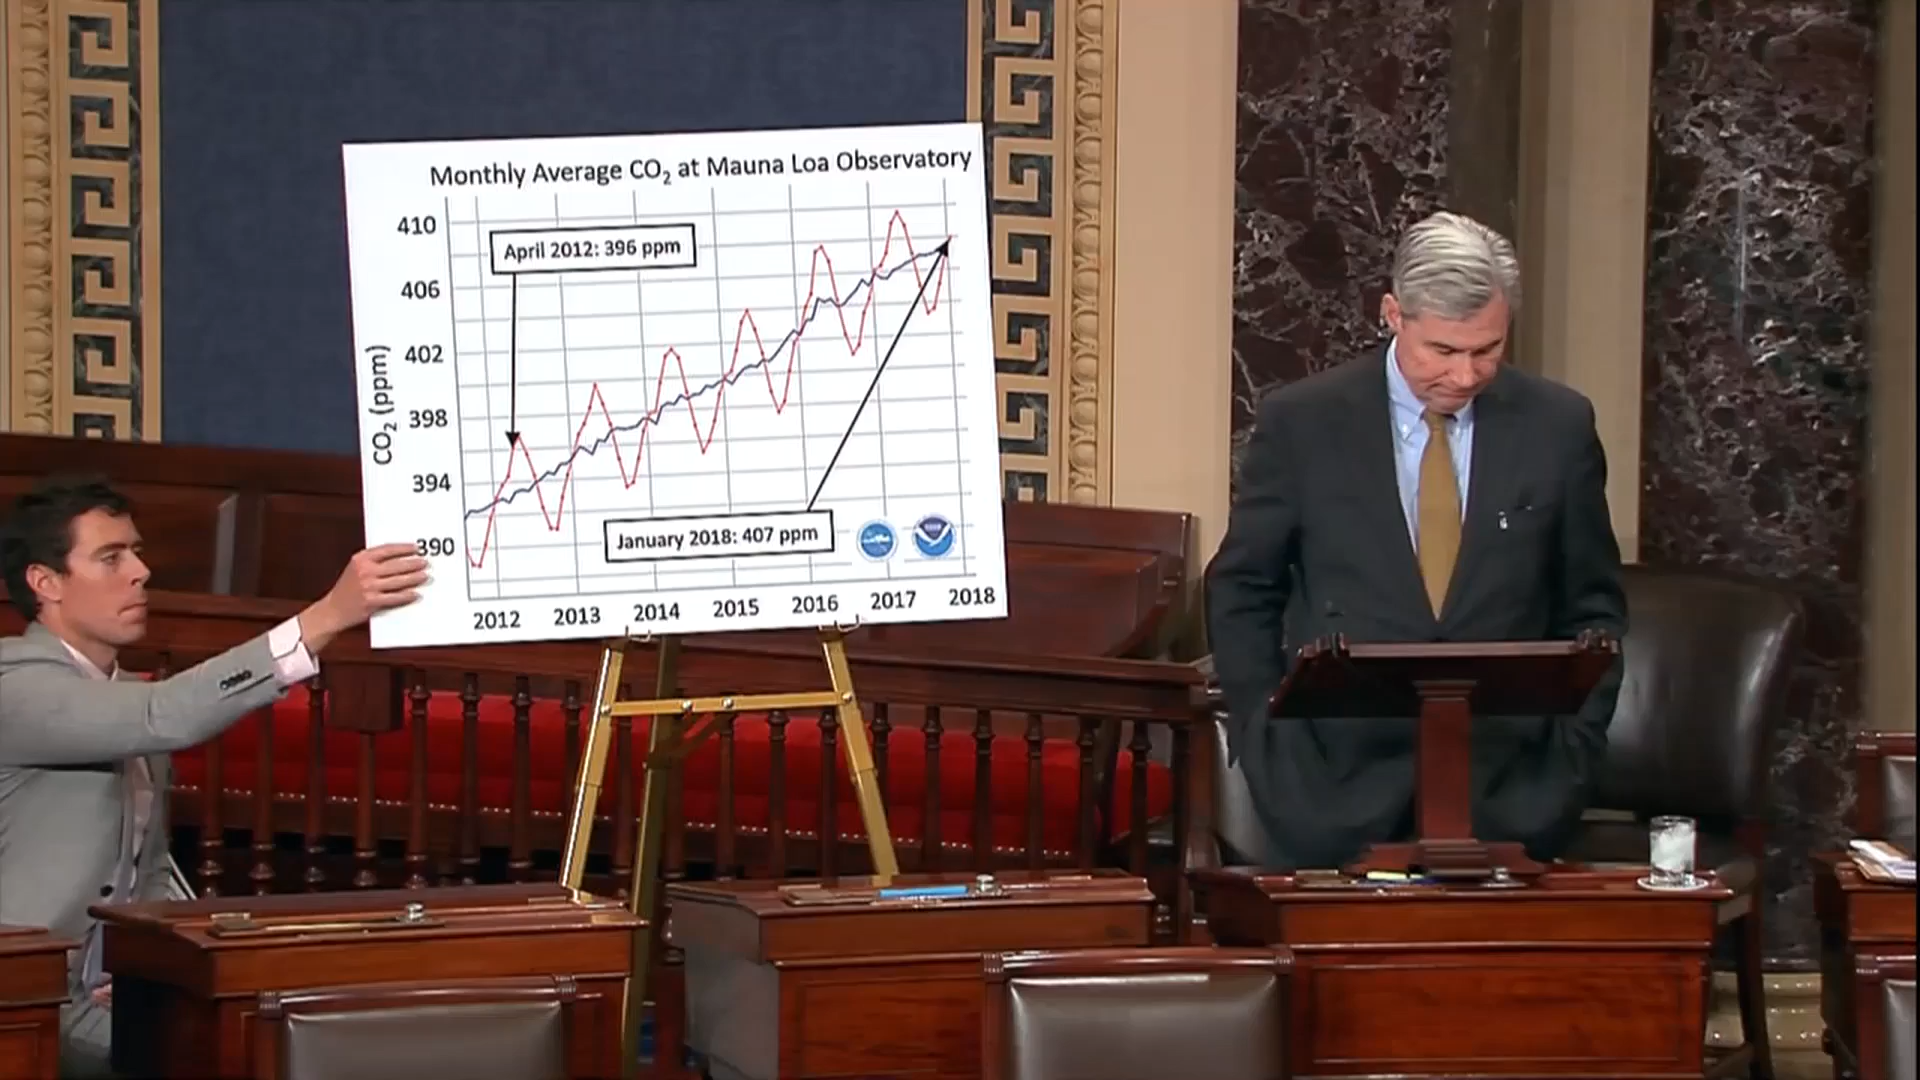 Monthly Average CO₂ at Mauna Loa Observatory
410
April 2012: 396 ppm
406
402
CO₂ (ppm)
398
394
390
January 2018: 407 ppm
2012 2013 2014 2015 2016 2017 2018